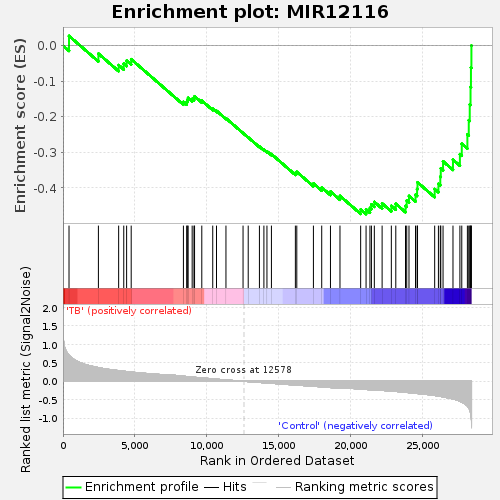 Enrichment plot: MIR12116
Enrichment score (ES)
0.0
-0.1
-0.2
-0.3
-0.4
Ranked list metric (Signal2Noise)
'TB' (positively correlated)
2.0
1.5
1.0
0.5
0.0
-0.5
-1.0
Zero cross at 12578
'Control' (negatively correlated)
0
5,000
10,000
15,000
20,000
25,000
Rank in Ordered Dataset
Enrichment profile
Hits
Ranking metric scores